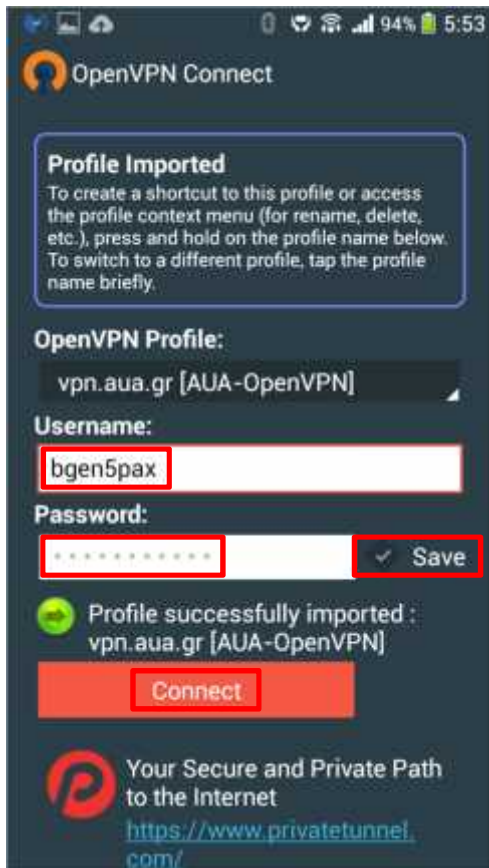 94% 5:53
OpenVPN Connect
Profile Imported
To create a shortcut to this profile or access
the profile context menu (for rename, delete,
etc.), press and hold on the profile name below.
To switch to a different profile, tap the profile
name briefly.
OpenVPN Profile:
vpn.aua.gr [AUA-OpenVPN]
Username:
bgen5pax
Password:
Save
Profile successfully imported :
vpn.aua.gr [AUA-OpenVPN]
Connect
Your Secure and Private Path
to the Internet
https://www.privatetunnel.
com/